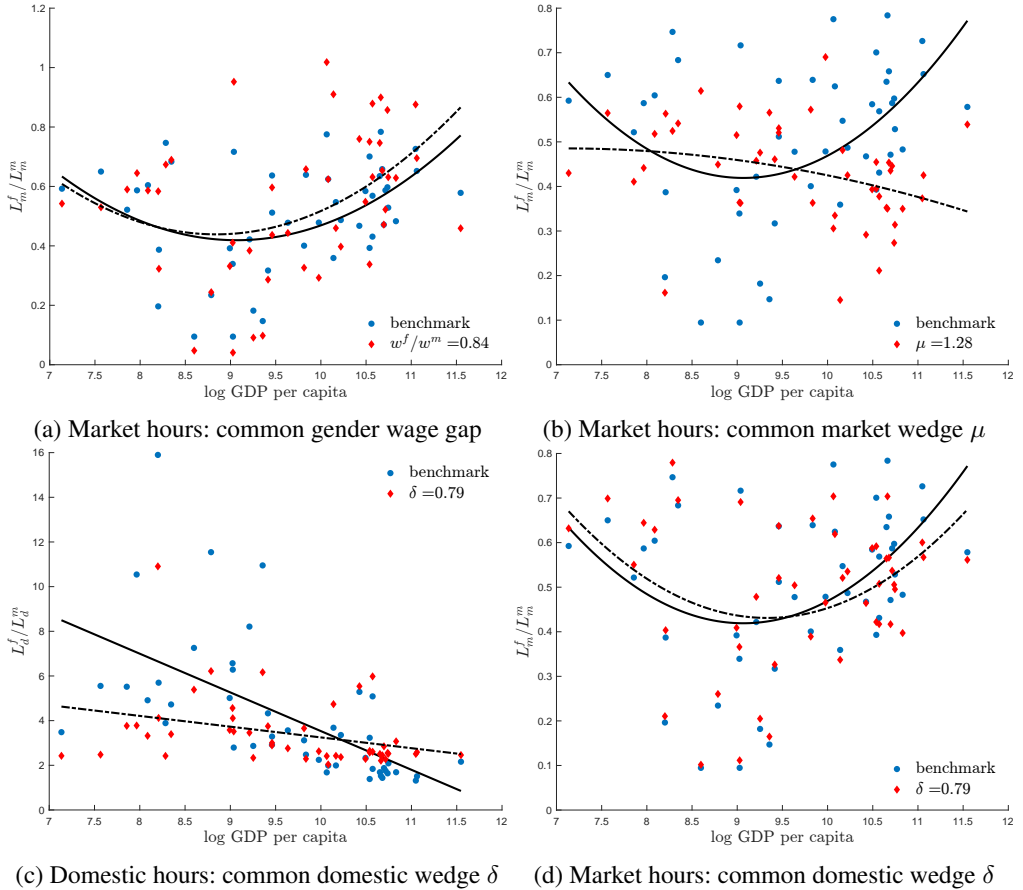 1.2
1
0.8
0.6
0.4
0.2
0
L_m^f / L_m^m
benchmark
w^f/w^m =0.84
7 7.5 8 8.5 9 9.5 10 10.5 11 11.5 12
log GDP per capita
(a) Market hours: common gender wage gap
0.8
0.7
0.6
0.5
0.4
0.3
0.2
0.1
0
L_m^f / L_m^m
benchmark
μ =1.28
7 7.5 8 8.5 9 9.5 10 10.5 11 11.5 12
log GDP per capita
(b) Market hours: common market wedge μ
16
14
12
10
8
6
4
2
0
L_d^f / L_d^m
benchmark
δ =0.79
7 7.5 8 8.5 9 9.5 10 10.5 11 11.5 12
log GDP per capita
(c) Domestic hours: common domestic wedge δ
0.8
0.7
0.6
0.5
0.4
0.3
0.2
0.1
0
L_m^f / L_m^m
benchmark
δ =0.79
7 7.5 8 8.5 9 9.5 10 10.5 11 11.5 12
log GDP per capita
(d) Market hours: common domestic wedge δ